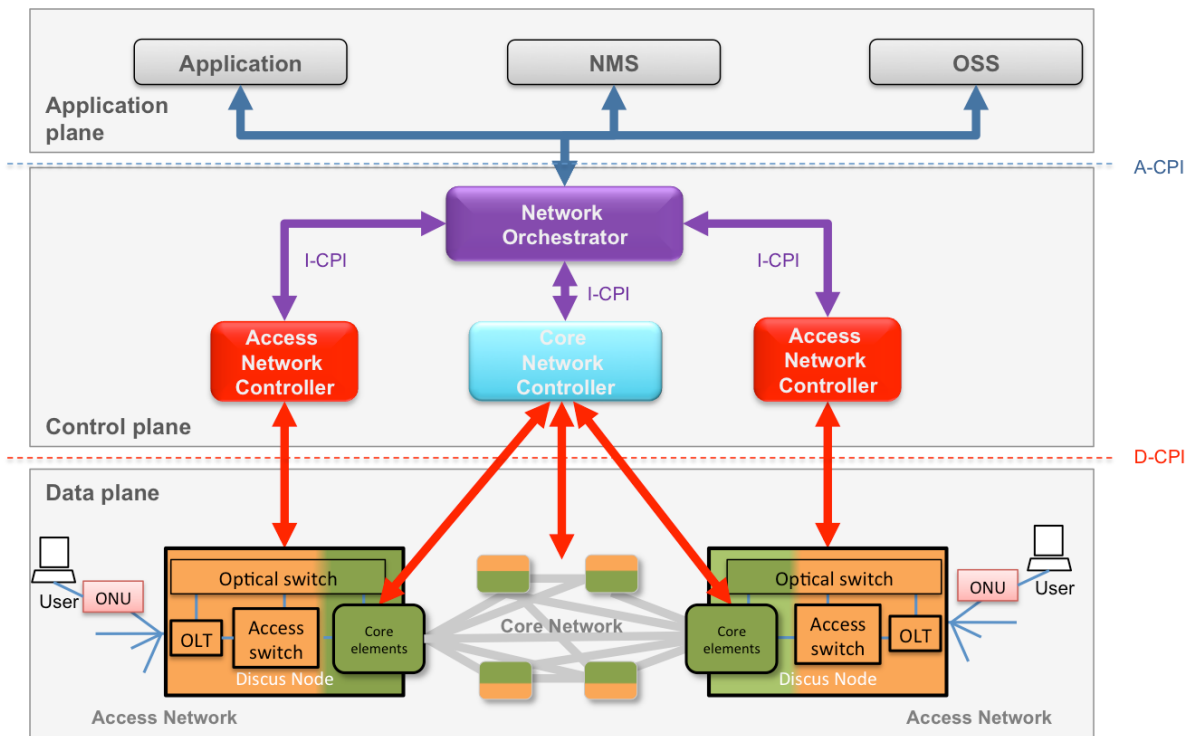 Application
NMS
OSS
Application
plane
A-CPI
Network
Orchestrator
I-CPI
I-CPI
I-CPI
Access
Network
Controller
Core
Network
Controller
Access
Network
Controller
Control plane
D-CPI
Data plane
User
ONU
Optical switch
OLT
Access
switch
Core
elements
Discus Node
Access Network
Core Network
Optical switch
Core
elements
Access
switch
OLT
Discus Node
ONU
User
Access Network